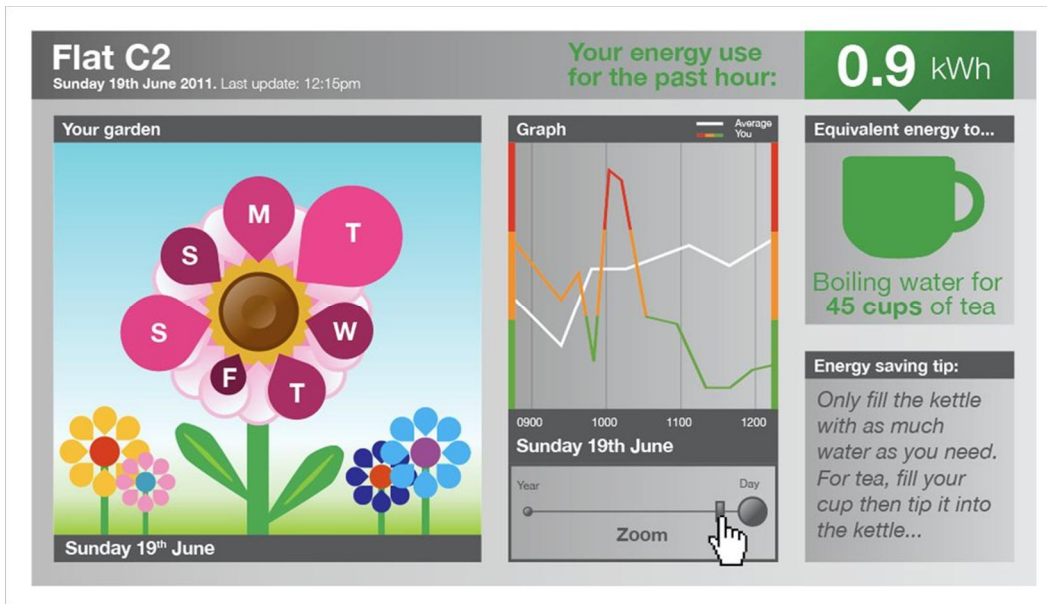 Flat C2
Sunday 19th June 2011. Last update: 12:15pm
Your energy use
for the past hour:
0.9 kWh
Your garden
M
T
S
W
S
F
T
Sunday 19th June
Graph
Average
You
0900 1000 1100 1200
Sunday 19th June
Year
Day
Zoom
Equivalent energy to...
Boiling water for
45 cups of tea
Energy saving tip:
Only fill the kettle
with as much
water as you need.
For tea, fill your
cup then tip it into
the kettle...